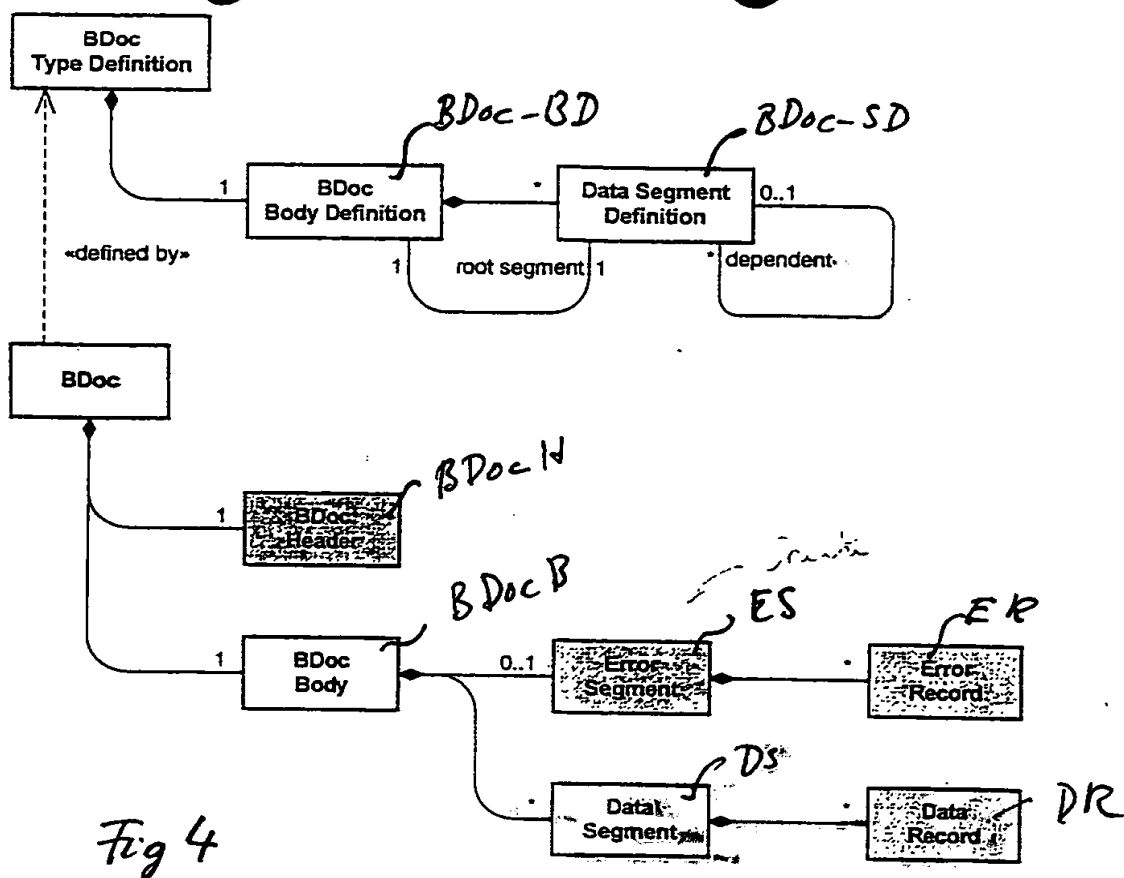 BDoc
Type Definition
BDoc-BD
BDoc-SD
1
BDoc
Body Definition
*
Data Segment
Definition
0..1
«defined by»
1
root segment
1
*
dependent
BDoc
BDocH
1
BDoc
Header
BDocB
ES
ER
1
BDoc
Body
0..1
Error
Segment
*
Error
Record
DS
DR
*
Data
Segment
*
Data
Record
Fig 4